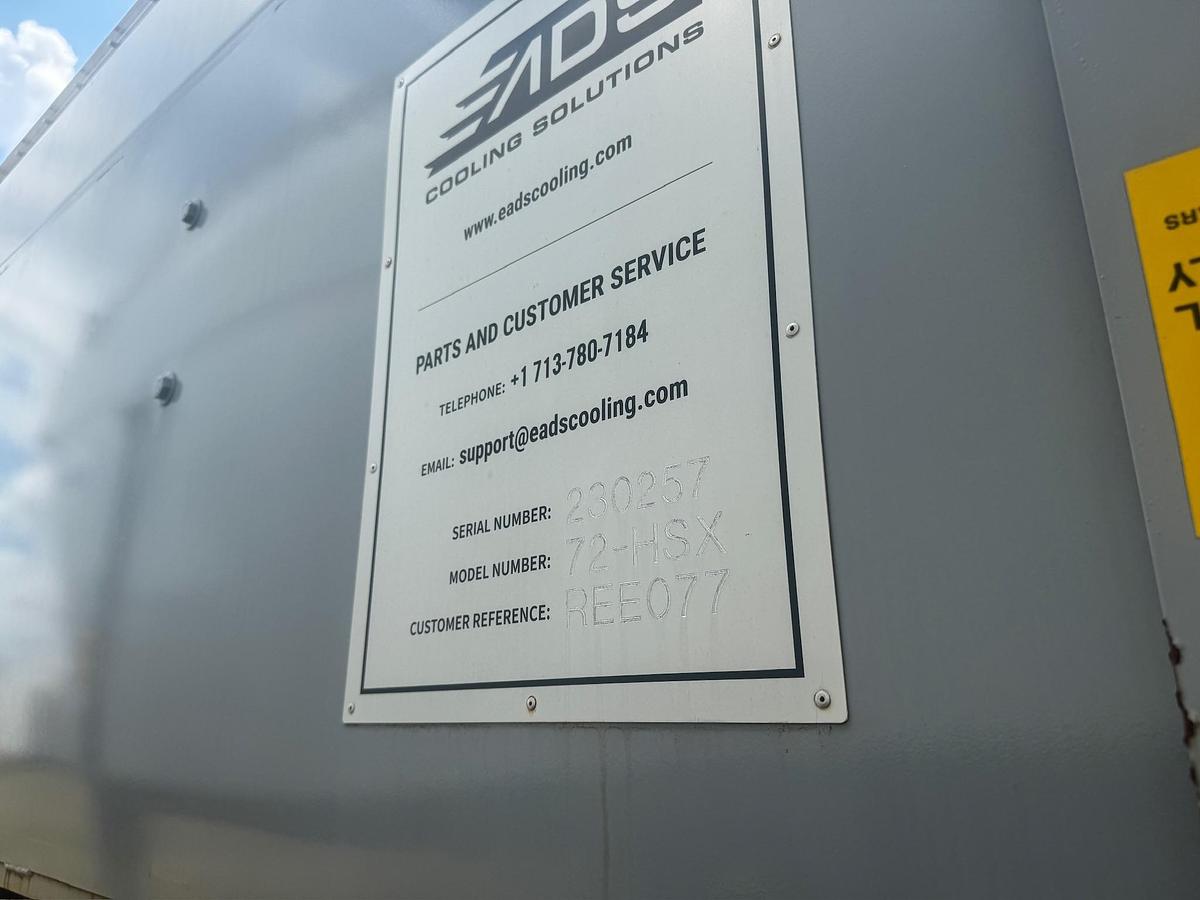 EADS
COOLING SOLUTIONS
www.eadscooling.com
PARTS AND CUSTOMER SERVICE
TELEPHONE: +1 713-780-7184
EMAIL: support@eadscooling.com
SERIAL NUMBER: 230257
MODEL NUMBER: 72-HSX
CUSTOMER REFERENCE: REE077